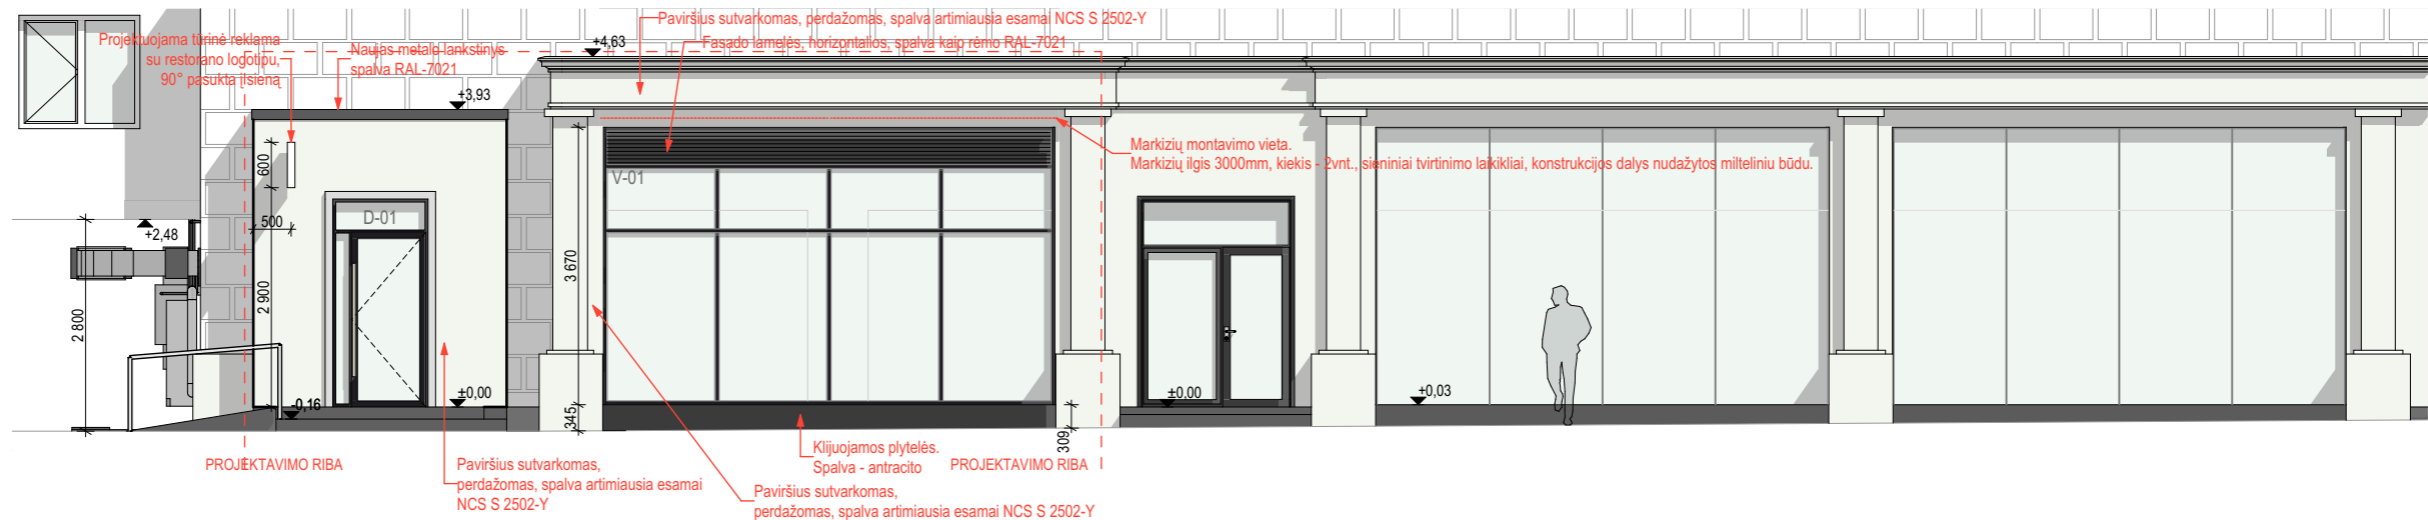 Paviršius sutvarkomas, perdažomas, spalva artimiausia esamai NCS S 2502-Y
Projektuojama tūrinė reklama
su restorano logotipu,
90° pasukta į sieną
Naujas metalo lankstinys
spalva RAL-7021
+4,63
Fasado lamelės, horizontalios, spalva kaip rėmo RAL-7021
+3,93
Markizių montavimo vieta.
Markizių ilgis 3000mm, kiekis - 2vnt., sieniniai tvirtinimo laikikliai, konstrukcijos dalys nudažytos milteliniu būdu.
600
V-01
D-01
500
+2,48
3 670
2 900
2 800
±0,00
-0,16
±0,00
+0,03
345
309
Klijuojamos plytelės.
Spalva - antracito
PROJEKTAVIMO RIBA
PROJEKTAVIMO RIBA
Paviršius sutvarkomas,
perdažomas, spalva artimiausia esamai
NCS S 2502-Y
Paviršius sutvarkomas,
perdažomas, spalva artimiausia esamai NCS S 2502-Y